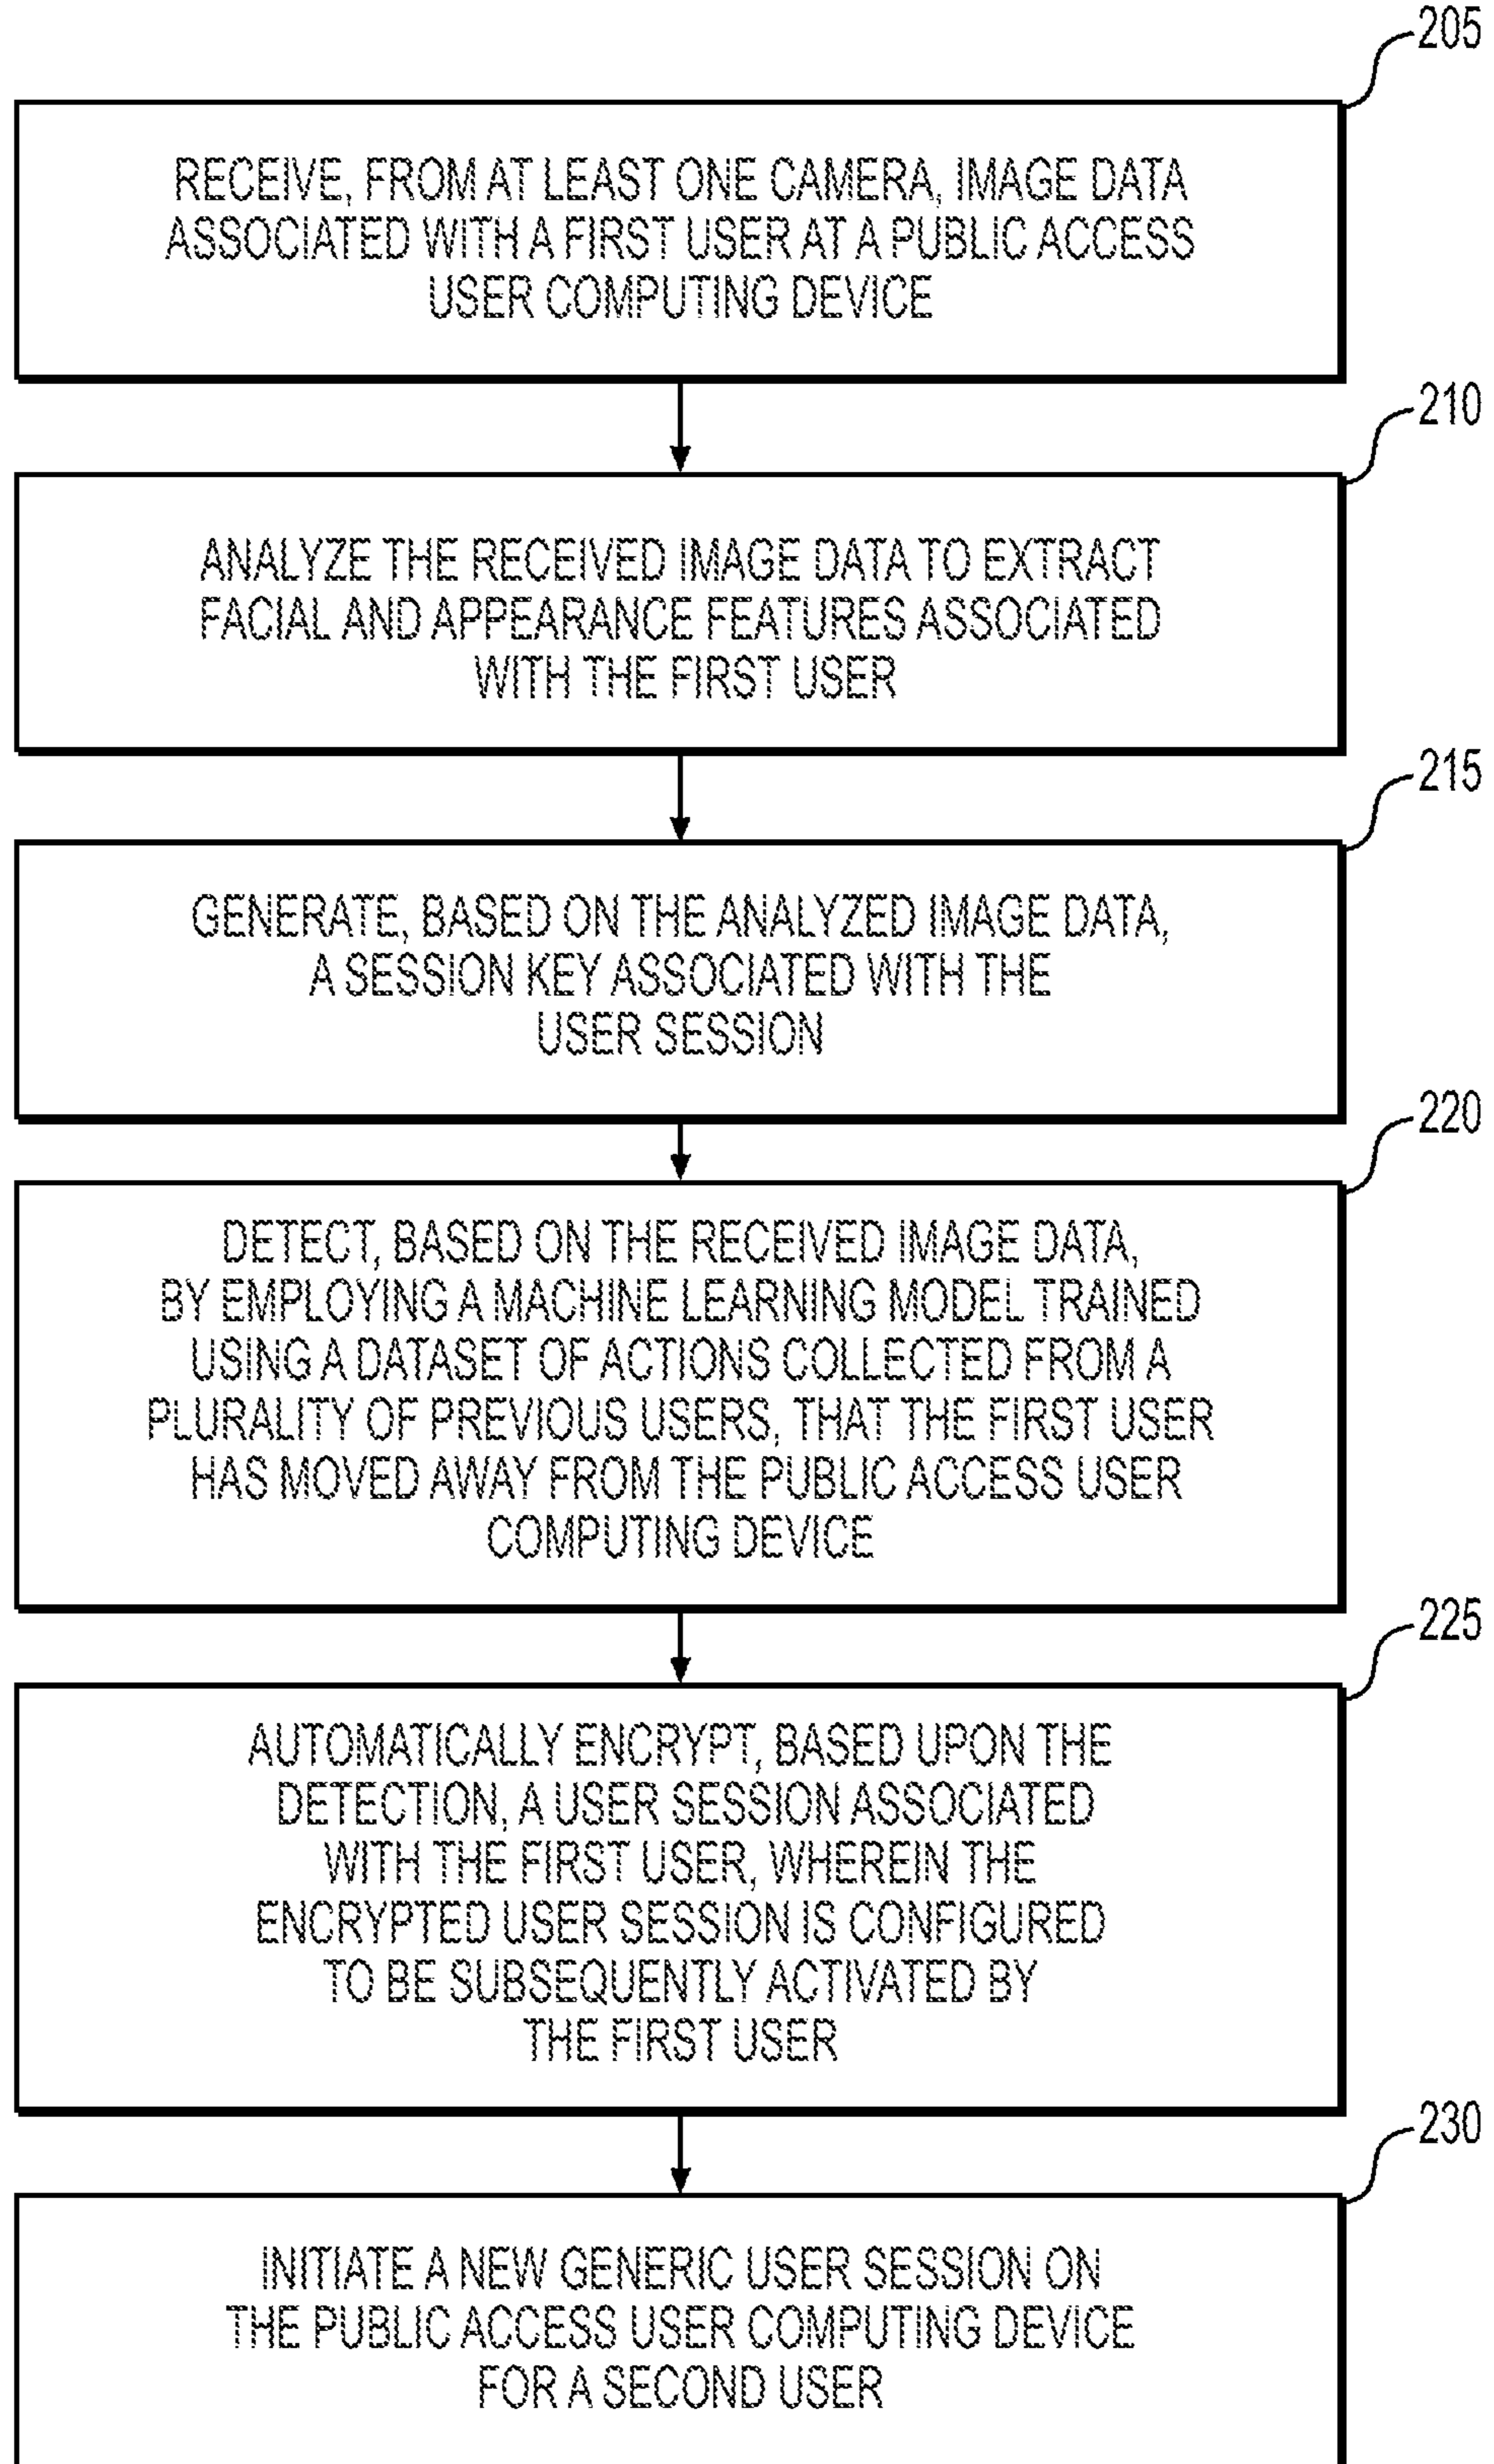 205
RECEIVE, FROM AT LEAST ONE CAMERA, IMAGE DATA
ASSOCIATED WITH A FIRST USER AT A PUBLIC ACCESS
USER COMPUTING DEVICE
210
ANALYZE THE RECEIVED IMAGE DATA TO EXTRACT
FACIAL AND APPEARANCE FEATURES ASSOCIATED
WITH THE FIRST USER
215
GENERATE, BASED ON THE ANALYZED IMAGE DATA,
A SESSION KEY ASSOCIATED WITH THE
USER SESSION
220
DETECT, BASED ON THE RECEIVED IMAGE DATA,
BY EMPLOYING A MACHINE LEARNING MODEL TRAINED
USING A DATASET OF ACTIONS COLLECTED FROM A
PLURALITY OF PREVIOUS USERS, THAT THE FIRST USER
HAS MOVED AWAY FROM THE PUBLIC ACCESS USER
COMPUTING DEVICE
225
AUTOMATICALLY ENCRYPT, BASED UPON THE
DETECTION, A USER SESSION ASSOCIATED
WITH THE FIRST USER, WHEREIN THE
ENCRYPTED USER SESSION IS CONFIGURED
TO BE SUBSEQUENTLY ACTIVATED BY
THE FIRST USER
230
INITIATE A NEW GENERIC USER SESSION ON
THE PUBLIC ACCESS USER COMPUTING DEVICE
FOR A SECOND USER